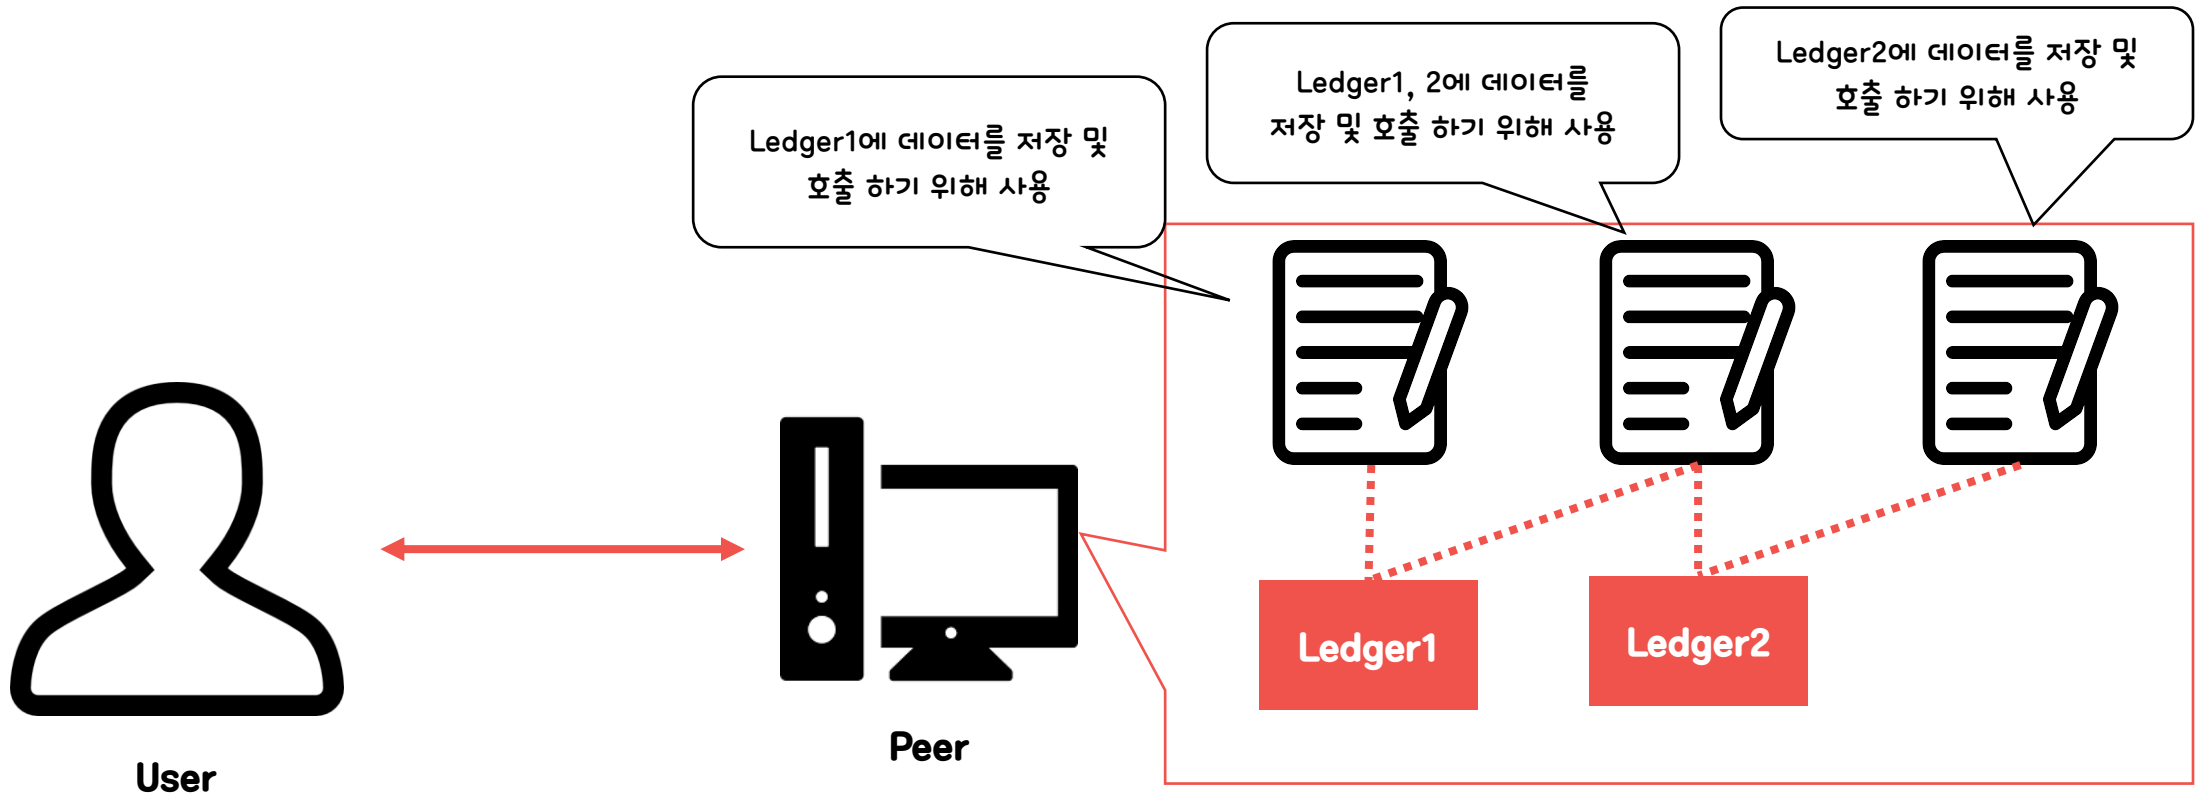 Ledger1에 데이터를 저장 및
호출 하기 위해 사용
Ledger1, 2에 데이터를
저장 및 호출 하기 위해 사용
Ledger2에 데이터를 저장 및
호출 하기 위해 사용
Ledger1
Ledger2
Peer
User